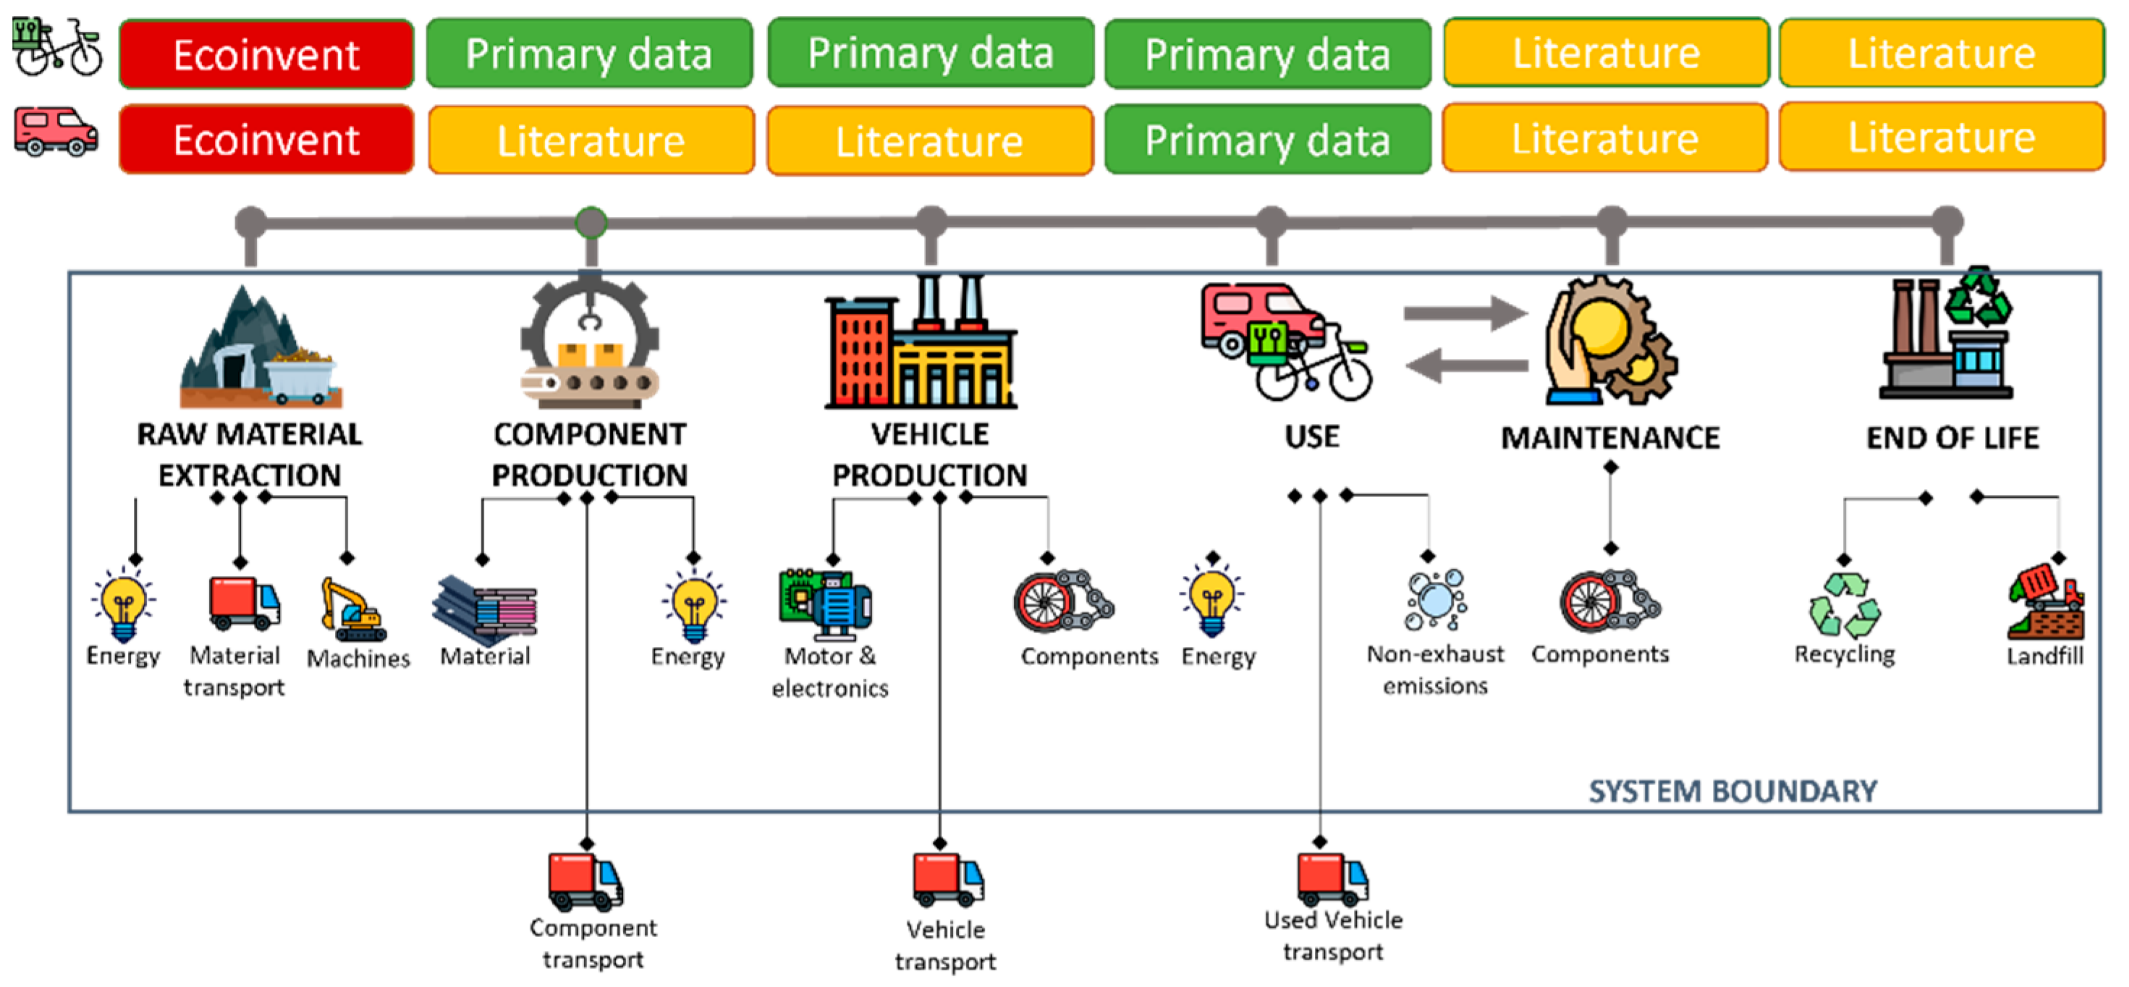 Ecoinvent Primary data Primary data Primary data Literature Literature
Ecoinvent Literature Literature Primary data Literature Literature
RAW MATERIAL
EXTRACTION
COMPONENT
PRODUCTION
VEHICLE
PRODUCTION
USE
MAINTENANCE
END OF LIFE
Energy
Material
transport
Machines
Material
Energy
Motor &
electronics
Components
Energy
Non-exhaust
emissions
Components
Recycling
Landfill
SYSTEM BOUNDARY
Component
transport
Vehicle
transport
Used Vehicle
transport